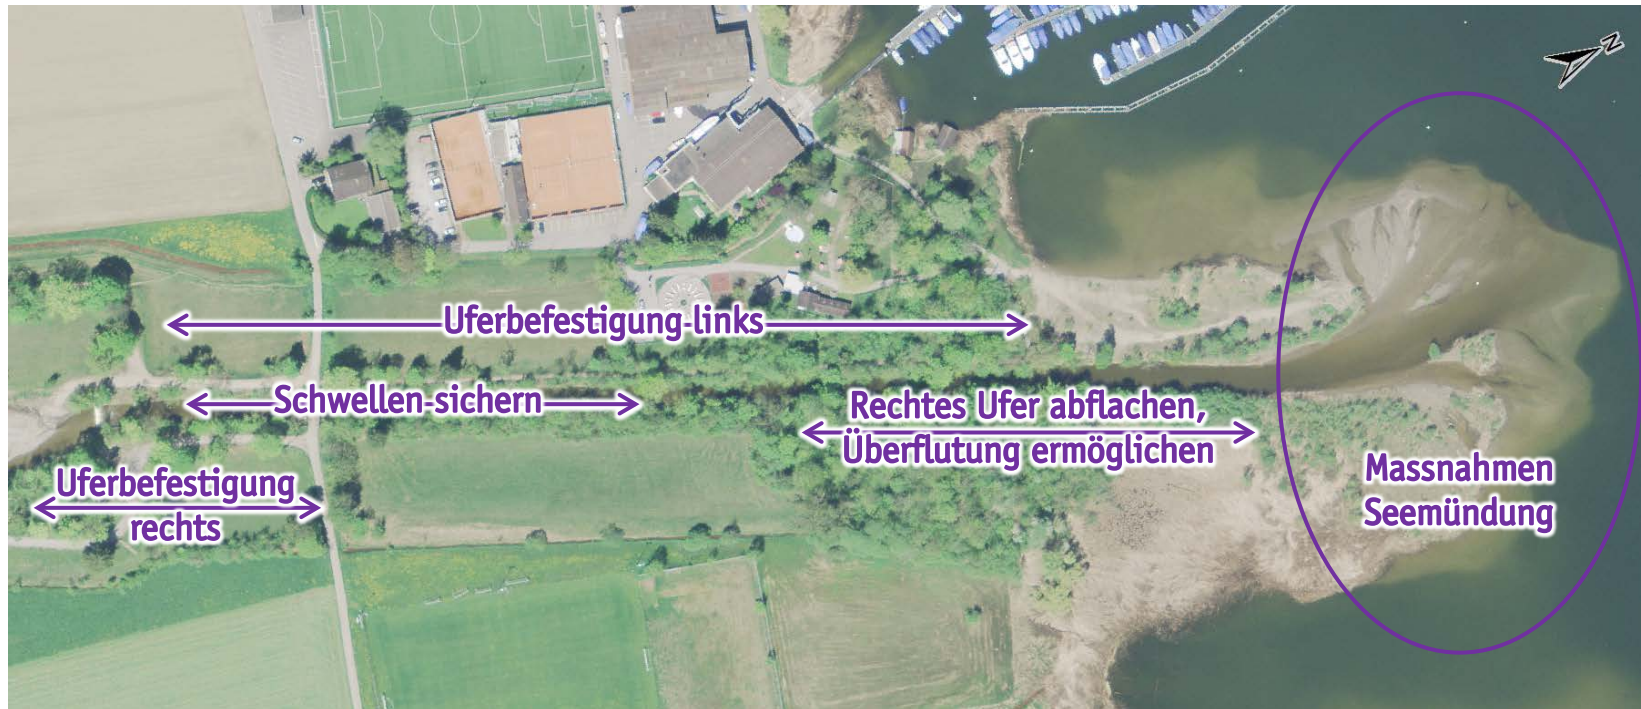 N
Uferbefestigung links
Schwellen sichern
Rechtes Ufer abflachen,
Überflutung ermöglichen
Uferbefestigung
rechts
Massnahmen
Seemündung